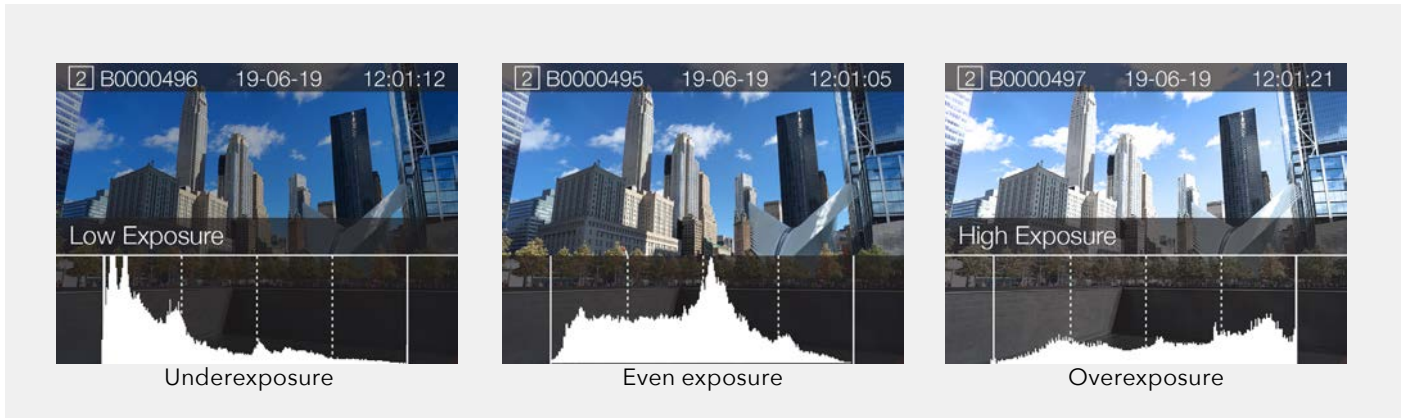 2 B0000496 19-06-19 12:01:12
Low Exposure
Underexposure
2 B0000495 19-06-19 12:01:05
Even exposure
2 B0000497 19-06-19 12:01:21
High Exposure
Overexposure